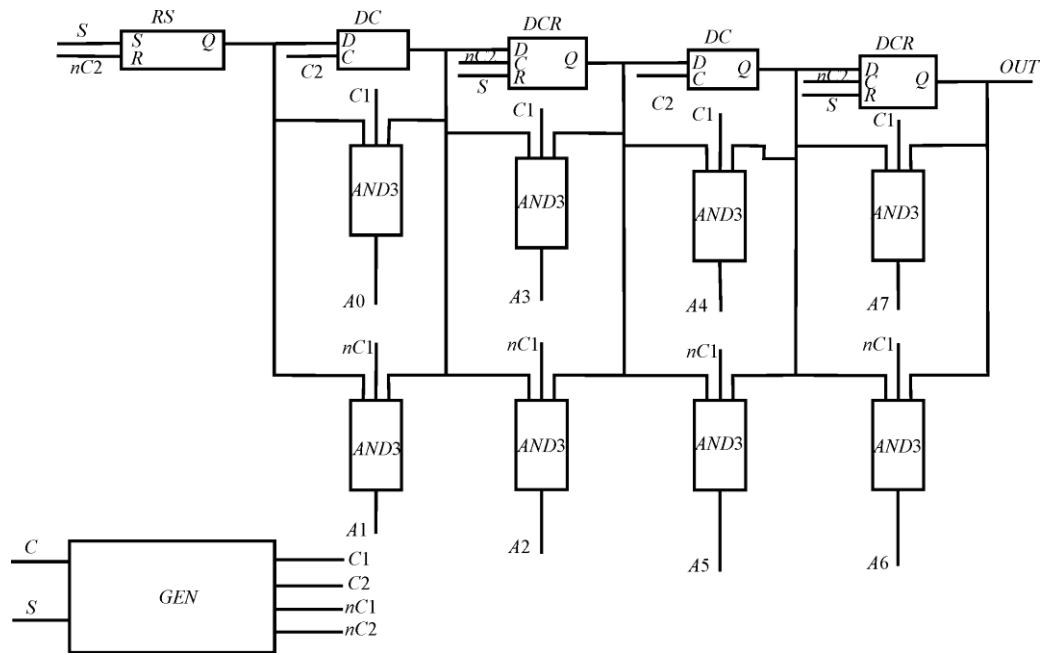 RS
DC
DCR
DC
DCR
S
S
Q
R
nC2
D
C
C2
D
C
R
Q
nC2
S
D
C
Q
C2
D
C
R
Q
nC2
S
OUT
C1
C1
C1
C1
AND3
AND3
AND3
AND3
A0
A3
A4
A7
nC1
nC1
nC1
nC1
AND3
AND3
AND3
AND3
A1
A2
A5
A6
C
S
GEN
C1
C2
nC1
nC2